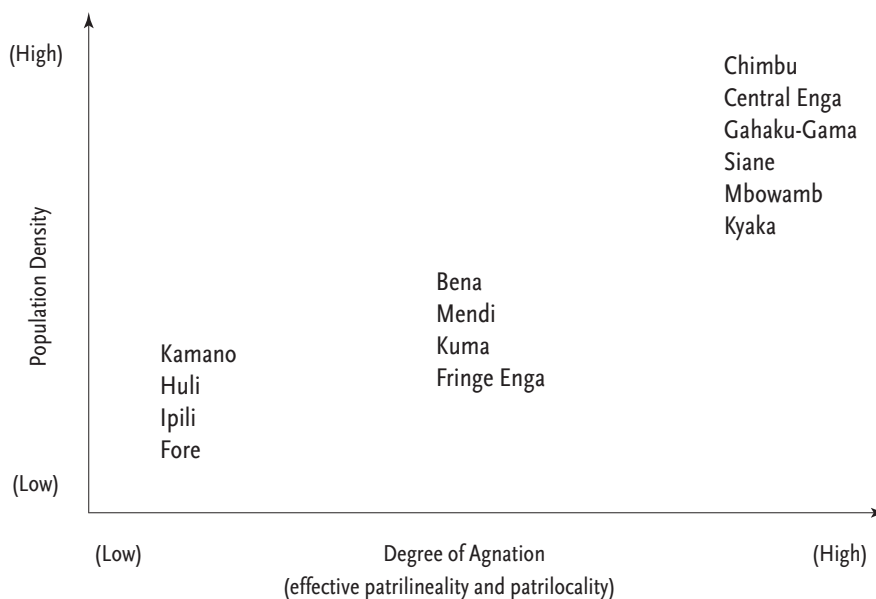 (High)
Population Density
(Low)
Chimbu
Central Enga
Gahaku-Gama
Siane
Mbowamb
Kyaka
Bena
Mendi
Kuma
Fringe Enga
Kamano
Huli
Ipili
Fore
(Low)
Degree of Agnation
(High)
(effective patrilineality and patrilocality)